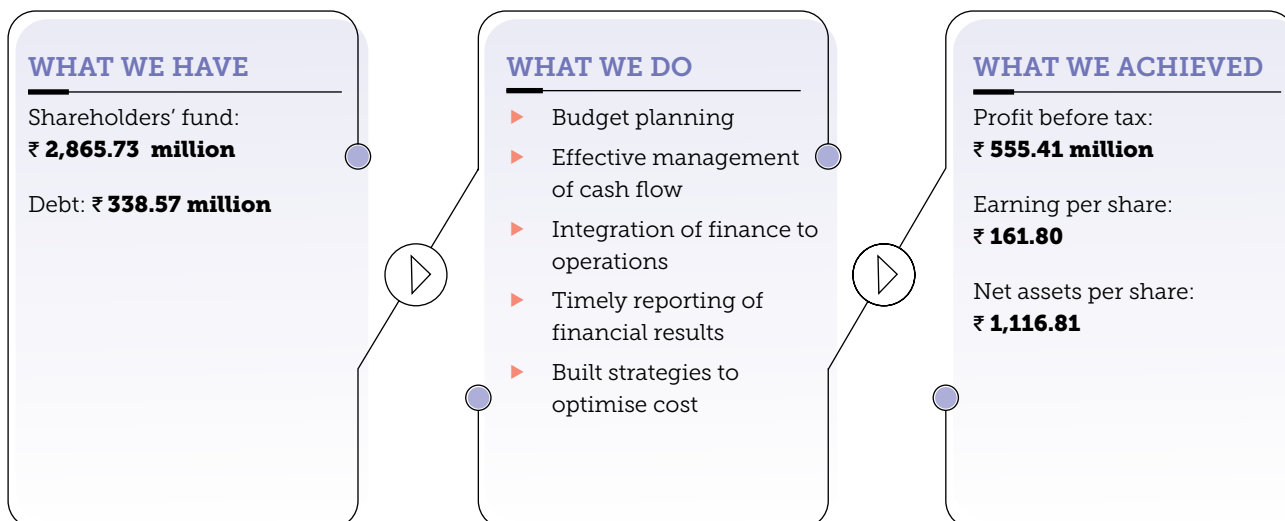 WHAT WE HAVE
Shareholders’ fund:
₹ 2,865.73 million
Debt: ₹ 338.57 million
WHAT WE DO
Budget planning
Effective management
of cash flow
Integration of finance to
operations
Timely reporting of
financial results
Built strategies to
optimise cost
WHAT WE ACHIEVED
Profit before tax:
₹ 555.41 million
Earning per share:
₹ 161.80
Net assets per share:
₹ 1,116.81